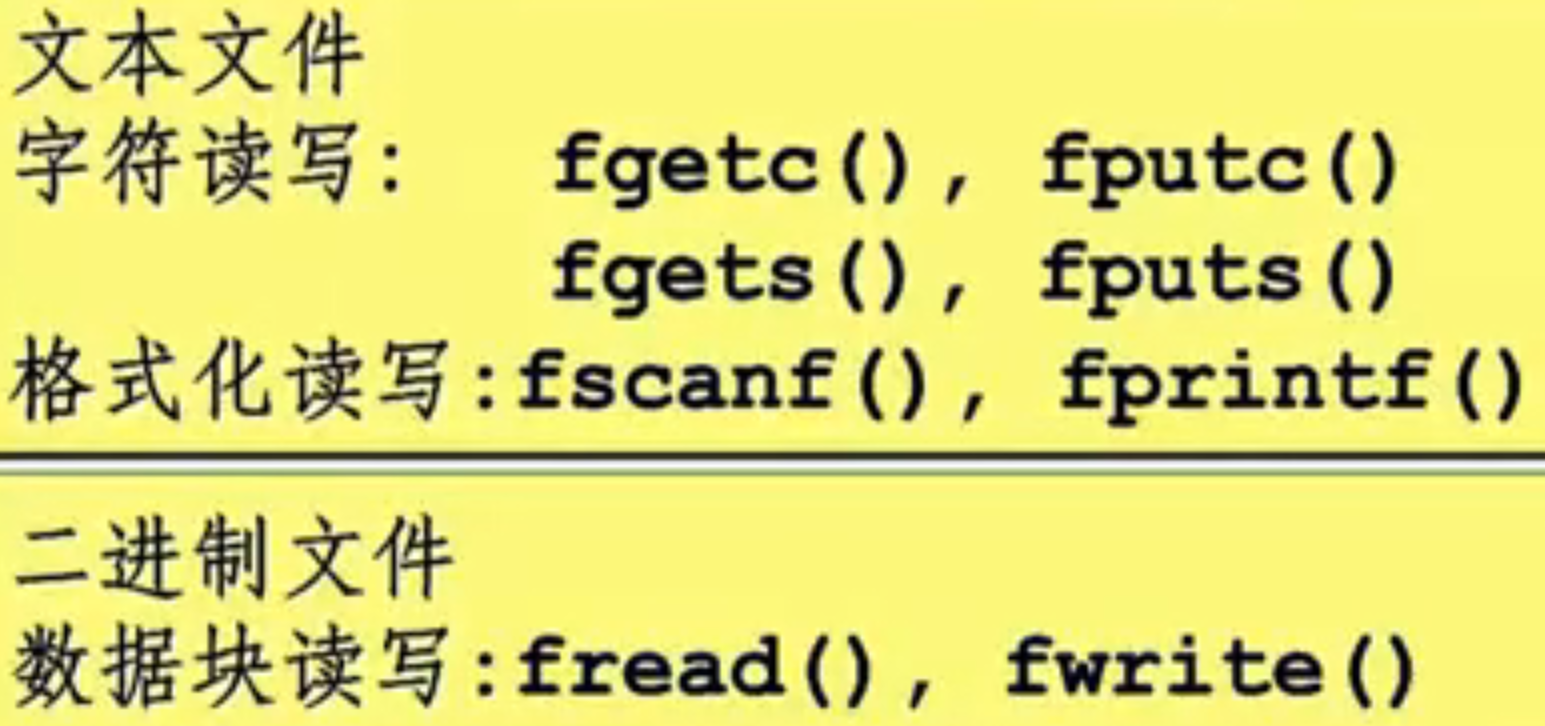 文本文件
字符读写: fgetc(), fputc()
fgets(), fputs()
格式化读写:fscanf(), fprintf()
二进制文件
数据块读写:fread(), fwrite()